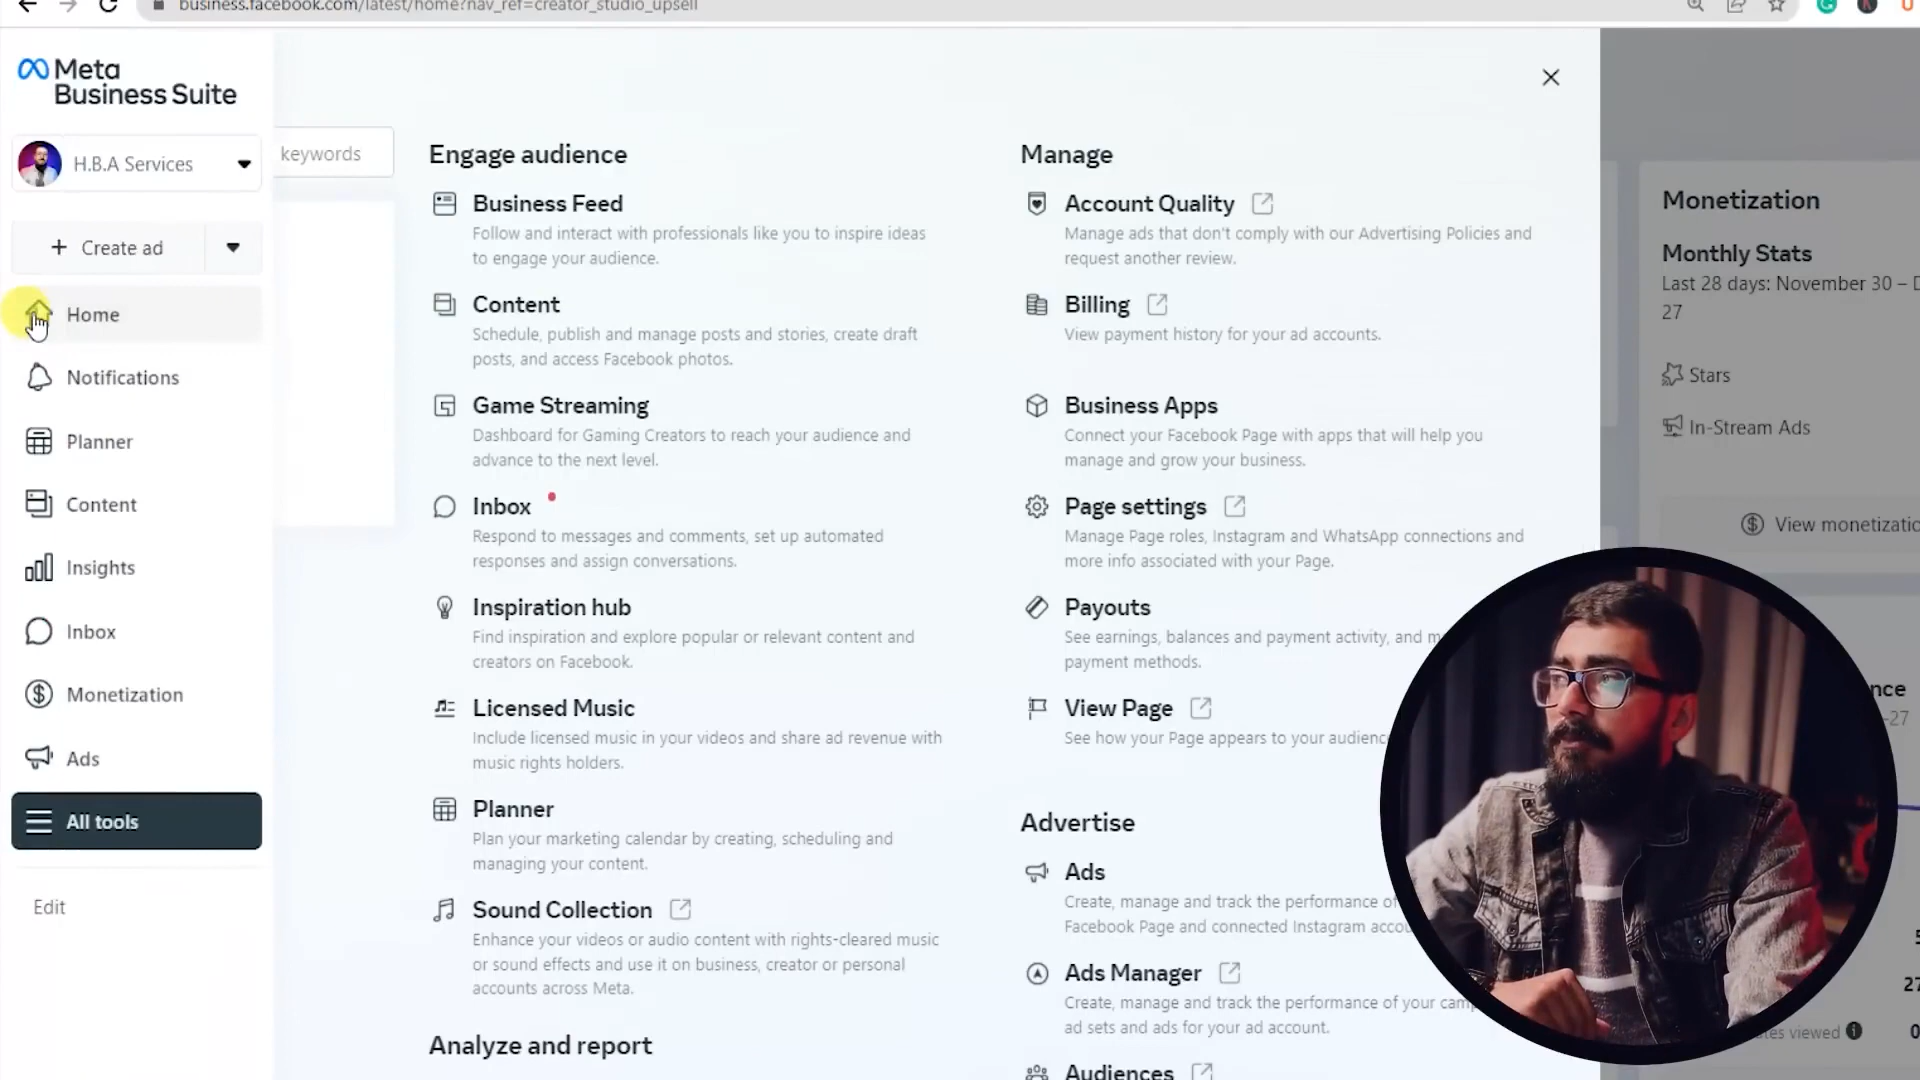 business.facebook.com/latest/home?nav_ref=creator_studio_upsell
Meta
Business Suite
H.B.A Services
Create ad
Home
Notifications
Planner
Content
Insights
Inbox
Monetization
Ads
All tools
Edit
keywords
Engage audience
Business Feed
Follow and interact with professionals like you to inspire ideas
to engage your audience.
Content
Schedule, publish and manage posts and stories, create draft
posts, and access Facebook photos.
Game Streaming
Dashboard for Gaming Creators to reach your audience and
advance to the next level.
Inbox
Respond to messages and comments, set up automated
responses and assign conversations.
Inspiration hub
Find inspiration and explore popular or relevant content and
creators on Facebook.
Licensed Music
Include licensed music in your videos and share ad revenue with
music rights holders.
Planner
Plan your marketing calendar by creating, scheduling and
managing your content.
Sound Collection
Enhance your videos or audio content with rights-cleared music
or sound effects and use it on business, creator or personal
accounts across Meta.
Analyze and report
Manage
Account Quality
Manage ads that don't comply with our Advertising Policies and
request another review.
Billing
View payment history for your ad accounts.
Business Apps
Connect your Facebook Page with apps that will help you
manage and grow your business.
Page settings
Manage Page roles, Instagram and WhatsApp connections and
more info associated with your Page.
Payouts
See earnings, balances and payment activity, and m
payment methods.
View Page
See how your Page appears to your audience
Advertise
Ads
Create, manage and track the performance of
Facebook Page and connected Instagram accou
Ads Manager
Create, manage and track the performance of your camp
ad sets and ads for your ad account.
Audiences
Monetization
Monthly Stats
Last 28 days: November 30 – D
27
Stars
In-Stream Ads
View monetizatio
nce
-27
5
27
tes viewed
0